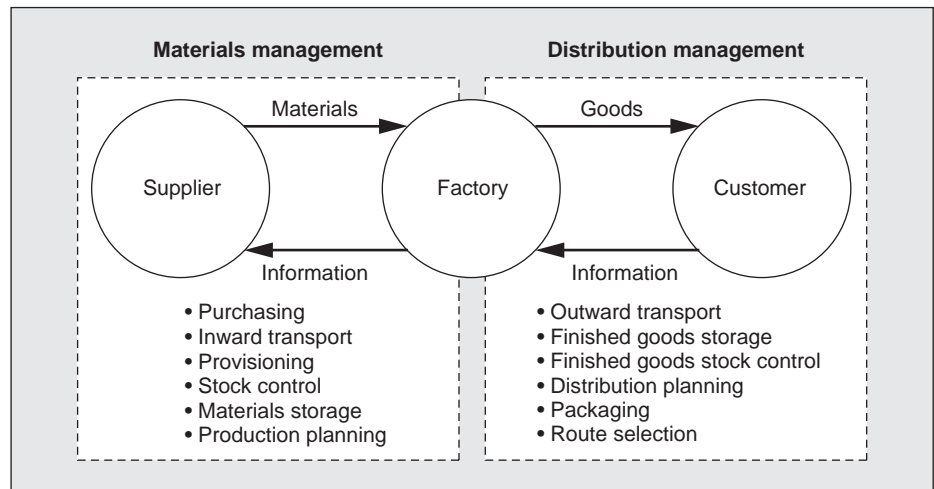 Materials management
Distribution management
Materials
Goods
Supplier
Factory
Customer
Information
Information
• Purchasing
• Inward transport
• Provisioning
• Stock control
• Materials storage
• Production planning
• Outward transport
• Finished goods storage
• Finished goods stock control
• Distribution planning
• Packaging
• Route selection